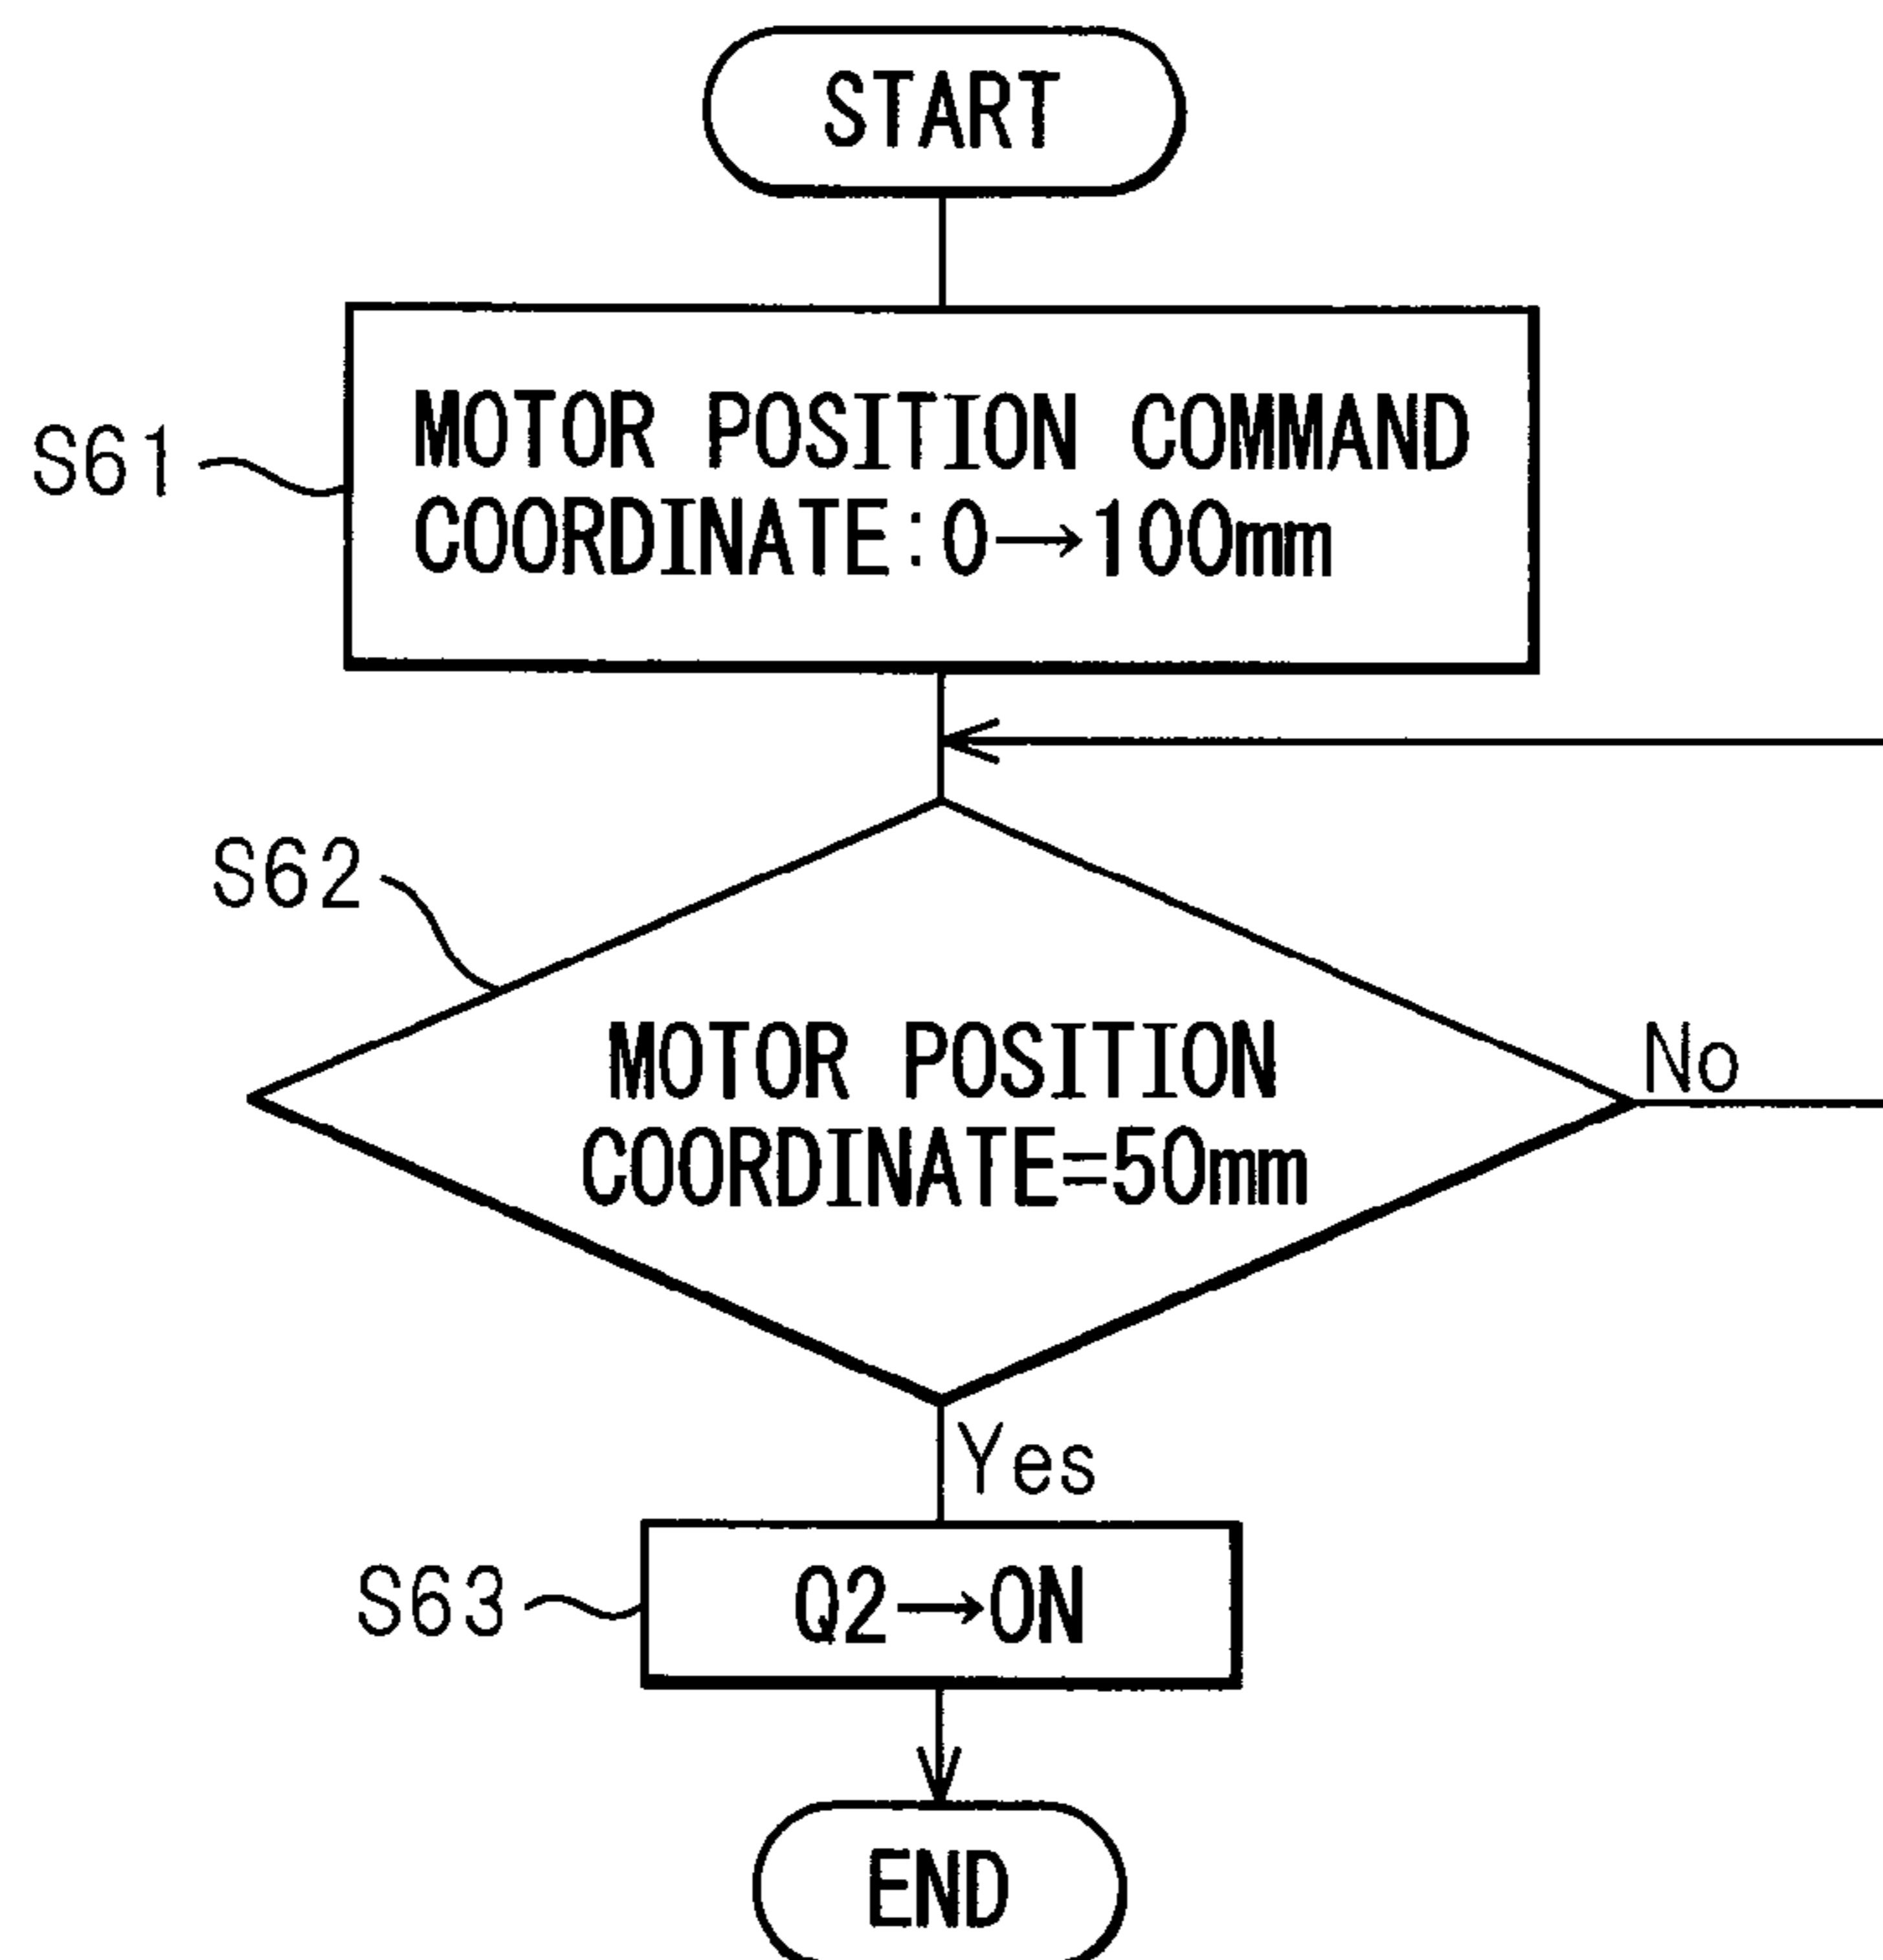 START
S61
MOTOR POSITION COMMAND
COORDINATE:0→100mm
S62
MOTOR POSITION
COORDINATE=50mm
No
Yes
S63
Q2→ON
END